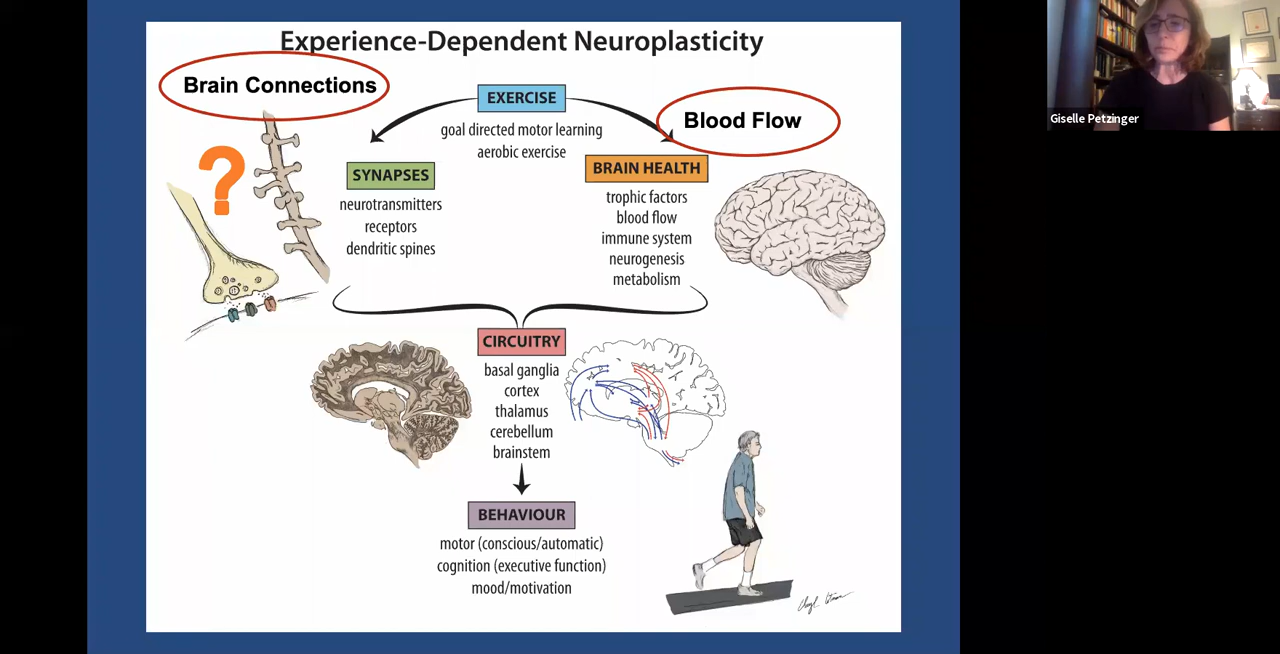 Experience-Dependent Neuroplasticity
Brain Connections
EXERCISE
goal directed motor learning
aerobic exercise
Blood Flow
?
SYNAPSES
neurotransmitters
receptors
dendritic spines
BRAIN HEALTH
trophic factors
blood flow
immune system
neurogenesis
metabolism
CIRCUITRY
basal ganglia
cortex
thalamus
cerebellum
brainstem
BEHAVIOUR
motor (conscious/automatic)
cognition (executive function)
mood/motivation
Giselle Petzinger